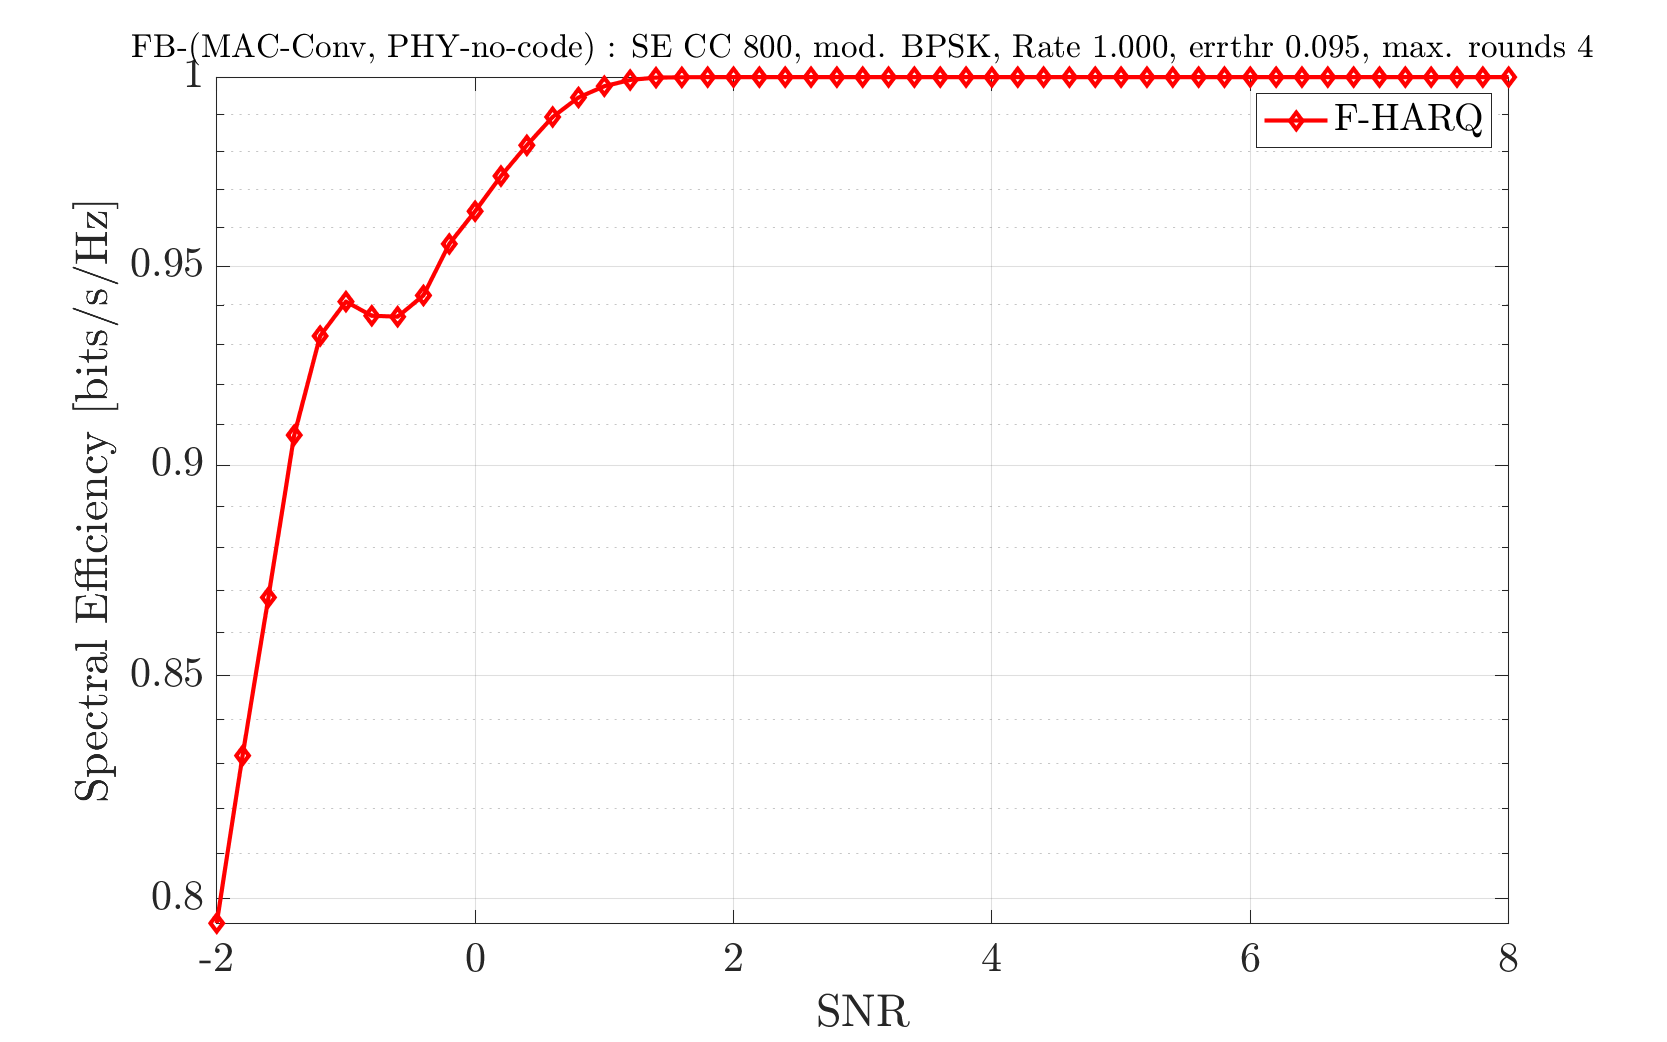 FB-(MAC-Conv, PHY-no-code) : SE CC 800, mod. BPSK, Rate 1.000, errthr 0.095, max. rounds 4
1
F-HARQ
0.95
0.9
0.85
0.8
Spectral Efficiency [bits/s/Hz]
-2 0 2 4 6 8
SNR